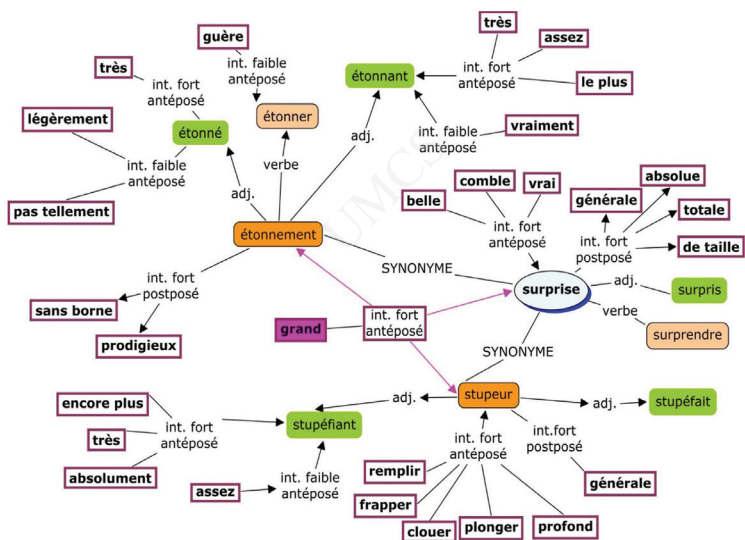 guère
très
assez
le plus
int. faible
antéposé
int. fort
antéposé
étonnant
vraiment
int. faible
antéposé
très
int. fort
antéposé
légèrement
étonné
étonner
adj.
int. faible
antéposé
verbe
pas tellement
adj.
étonnement
comble
vrai
belle
int. fort
antéposé
générale
absolue
totale
de taille
int. fort
postposé
SYNONYME
adj.
surpris
surprise
verbe
surprendre
int. fort
postposé
sans borne
prodigieux
grand
int. fort
antéposé
SYNONYME
encore plus
très
absolument
int. fort
antéposé
stupéfiant
adj.
stupeur
adj.
stupéfait
assez
int. faible
antéposé
int. fort
antéposé
int.fort
postposé
remplir
frapper
clouer
plonger
profond
générale
UMCS